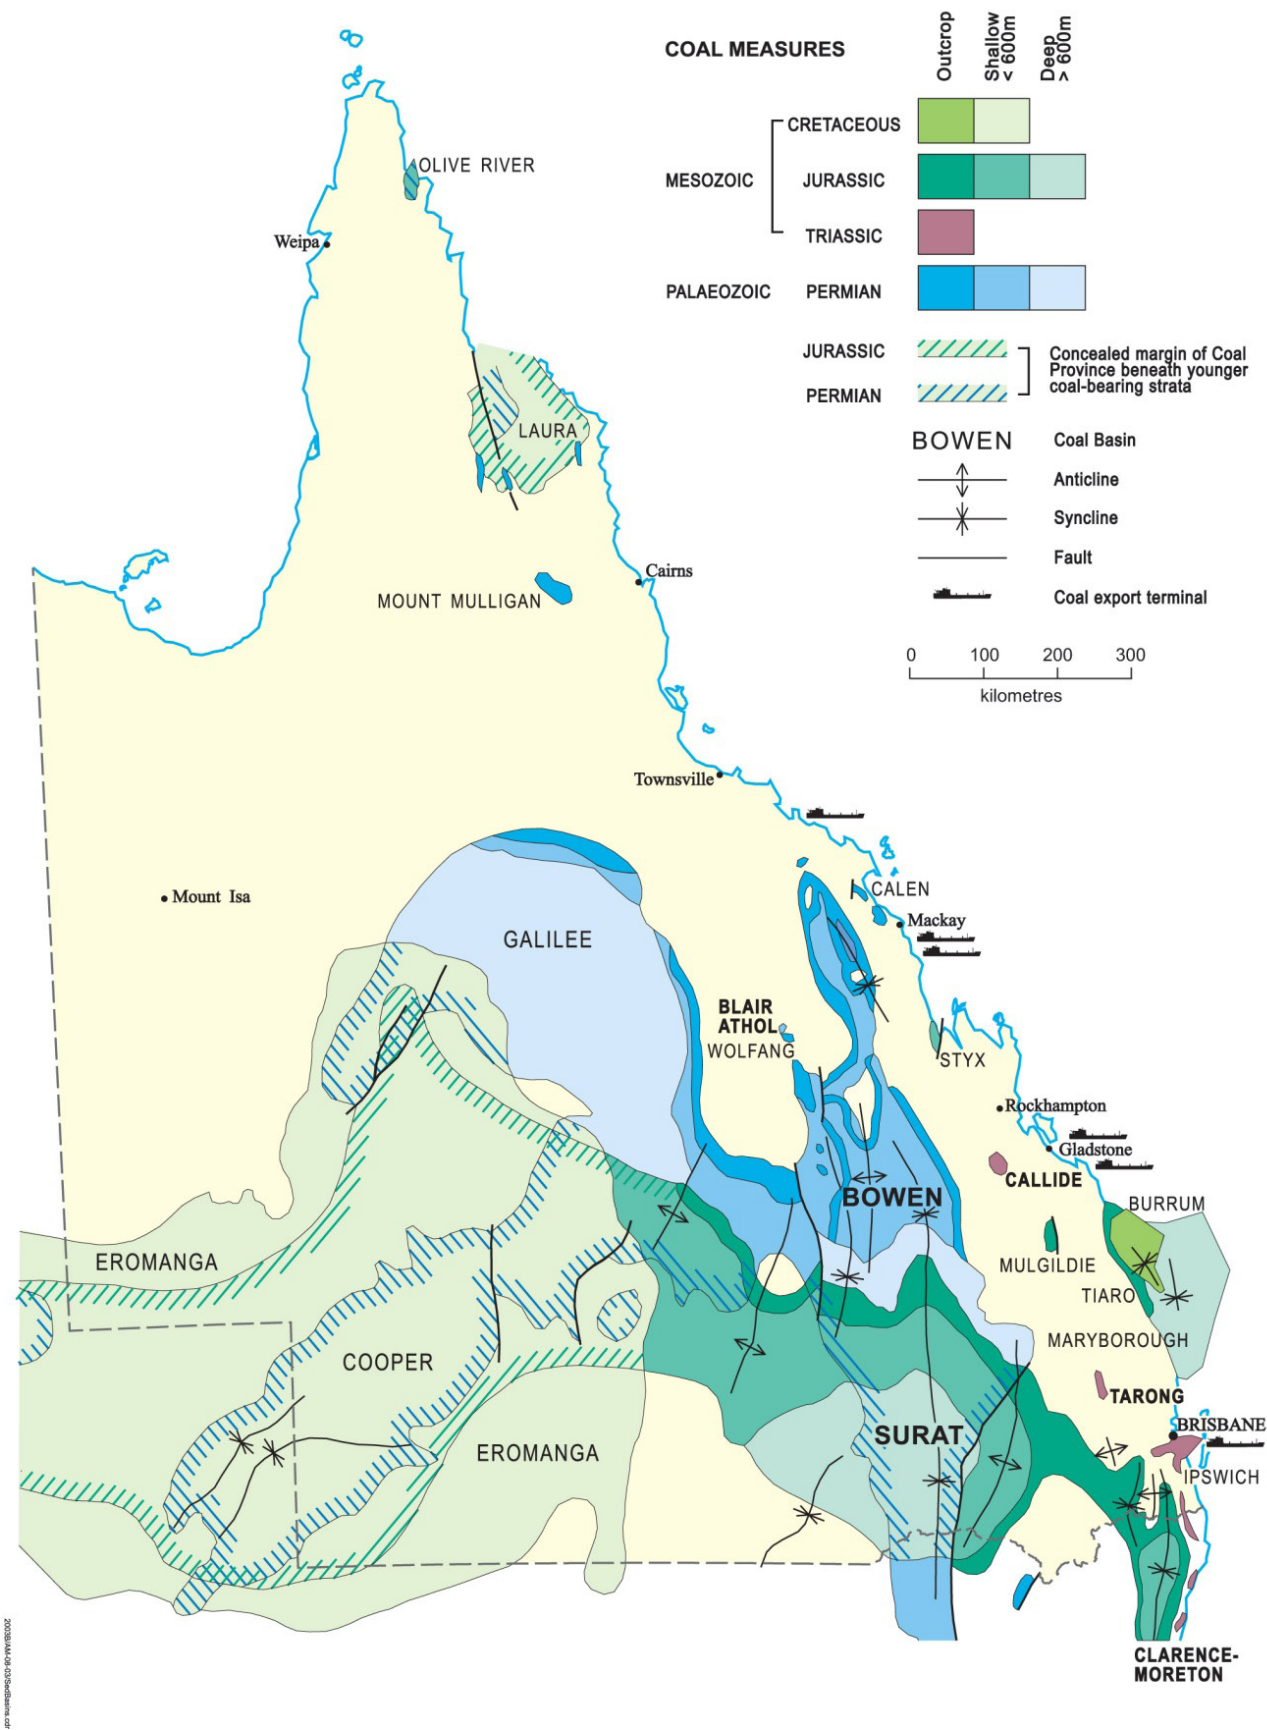 COAL MEASURES
Outcrop
Shallow
< 600m
Deep
> 600m
CRETACEOUS
MESOZOIC
JURASSIC
TRIASSIC
PALAEOZOIC
PERMIAN
JURASSIC
PERMIAN
Concealed margin of Coal
Province beneath younger
coal-bearing strata
BOWEN
Coal Basin
Anticline
Syncline
Fault
Coal export terminal
0 100 200 300
kilometres
OLIVE RIVER
Weipa
LAURA
Cairns
MOUNT MULLIGAN
Townsville
Mount Isa
CALEN
Mackay
GALILEE
BLAIR
ATHOL
WOLFANG
STYX
Rockhampton
Gladstone
CALLIDE
BOWEN
BURRUM
EROMANGA
MULGILDIE
TIARO
MARYBOROUGH
COOPER
TARONG
BRISBANE
SURAT
EROMANGA
IPSWICH
CLARENCE-
MORETON